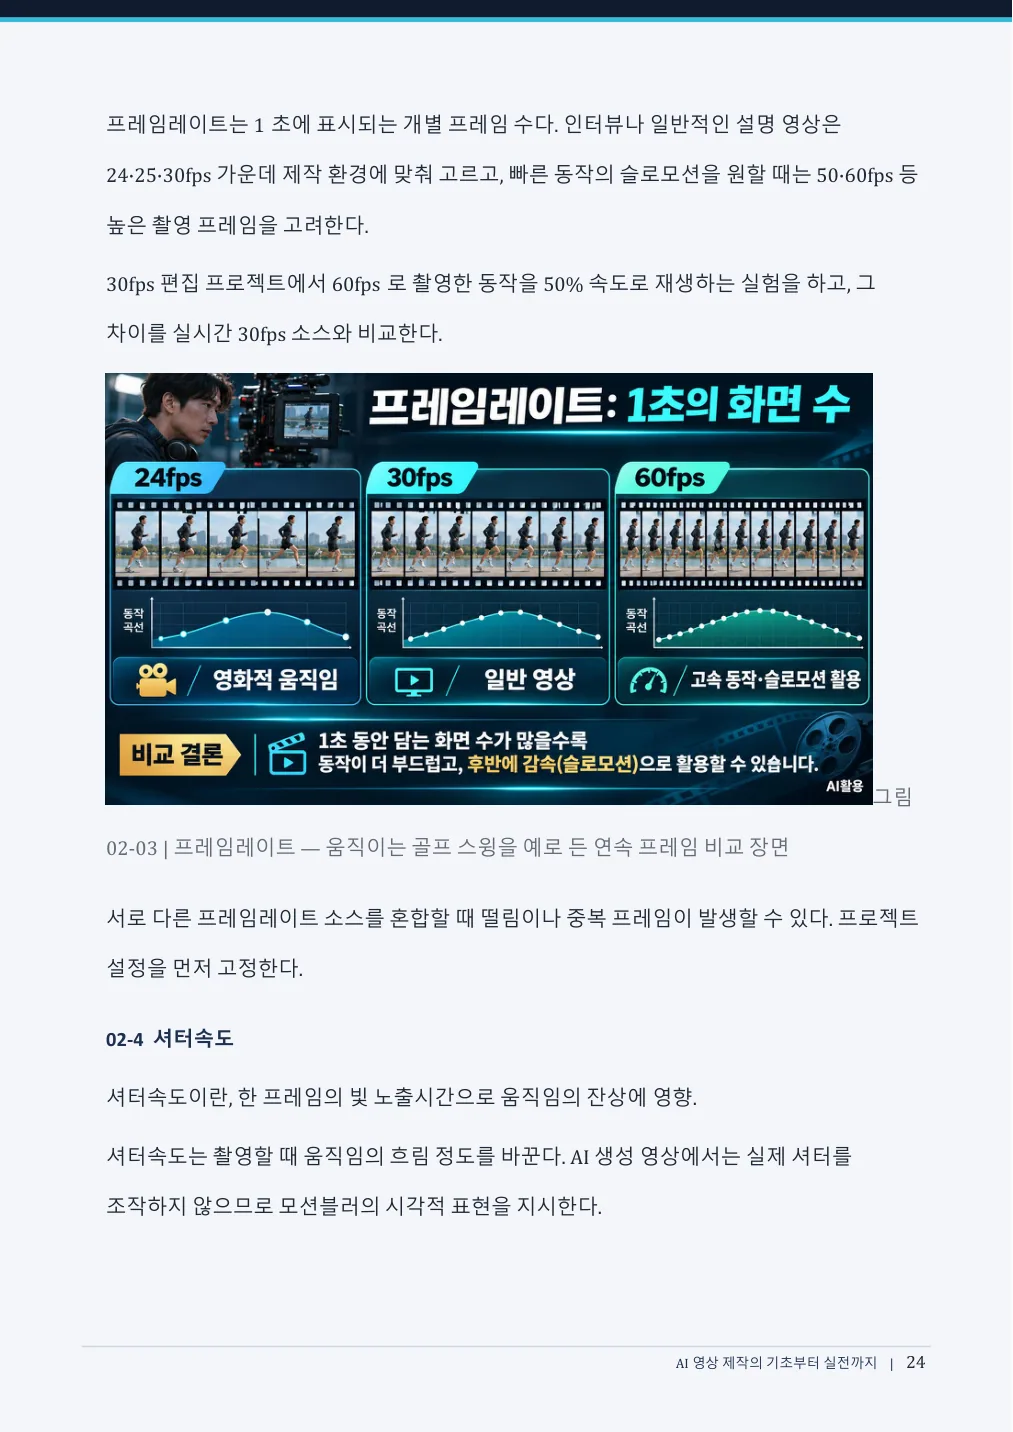 프레임레이트는 1 초에 표시되는 개별 프레임 수다. 인터뷰나 일반적인 설명 영상은
24·25·30fps 가운데 제작 환경에 맞춰 고르고, 빠른 동작의 슬로모션을 원할 때는 50·60fps 등
높은 촬영 프레임을 고려한다.
30fps 편집 프로젝트에서 60fps 로 촬영한 동작을 50% 속도로 재생하는 실험을 하고, 그
차이를 실시간 30fps 소스와 비교한다.
프레임레이트: 1초의 화면 수
24fps
동작
곡선
영화적 움직임
30fps
동작
곡선
일반 영상
60fps
동작
곡선
고속 동작·슬로모션 활용
비교 결론
1초 동안 담는 화면 수가 많을수록
동작이 더 부드럽고, 후반에 감속(슬로모션)으로 활용할 수 있습니다.
AI활용
그림
02-03 | 프레임레이트 — 움직이는 골프 스윙을 예로 든 연속 프레임 비교 장면
서로 다른 프레임레이트 소스를 혼합할 때 떨림이나 중복 프레임이 발생할 수 있다. 프로젝트
설정을 먼저 고정한다.
02-4 셔터속도
셔터속도이란, 한 프레임의 빛 노출시간으로 움직임의 잔상에 영향.
셔터속도는 촬영할 때 움직임의 흐림 정도를 바꾼다. AI 생성 영상에서는 실제 셔터를
조작하지 않으므로 모션블러의 시각적 표현을 지시한다.
AI 영상 제작의 기초부터 실전까지 | 24